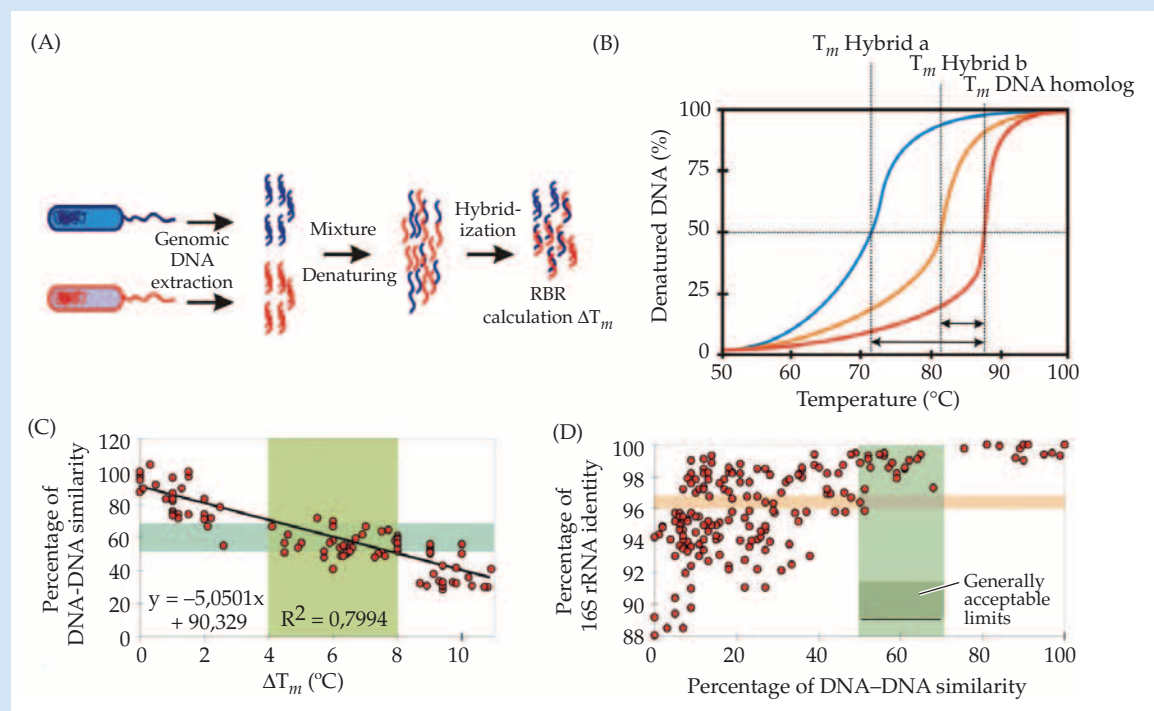 (A)
Genomic
DNA
extraction
Mixture
Denaturing
Hybrid-
ization
RBR
calculation ΔTm
(B)
Tm Hybrid a
Tm Hybrid b
Tm DNA homolog
Denatured DNA (%)
100
75
50
25
0
50 60 70 80 90 100
Temperature (°C)
(C)
Percentage of
DNA-DNA similarity
120
100
80
60
40
20
0
y = –5,0501x
+ 90,329
R2 = 0,7994
0 2 4 6 8 10
ΔTm (ºC)
(D)
Percentage of
16S rRNA identity
100
98
96
94
92
90
88
Generally
acceptable
limits
0 20 40 60 80 100
Percentage of DNA–DNA similarity